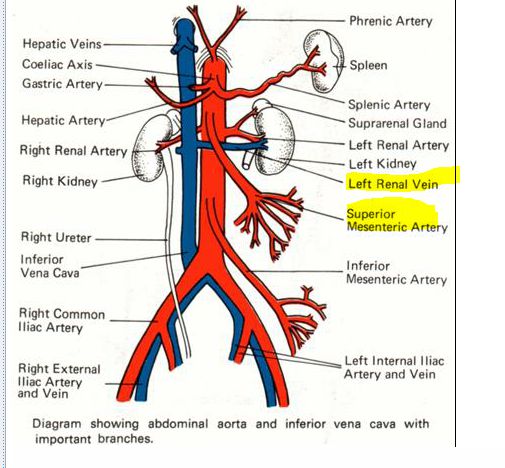 Phrenic Artery
Hepatic Veins
Coeliac Axis
Spleen
Gastric Artery
Splenic Artery
Hepatic Artery
Suprarenal Gland
Right Renal Artery
Left Renal Artery
Left Kidney
Right Kidney
Left Renal Vein
Superior
Mesenteric Artery
Right Ureter
Inferior
Vena Cava
Inferior
Mesenteric Artery
Right Common
Iliac Artery
Left Internal Iliac
Artery and Vein
Right External
Iliac Artery
and Vein
Diagram showing abdominal aorta and inferior vena cava with
important branches.